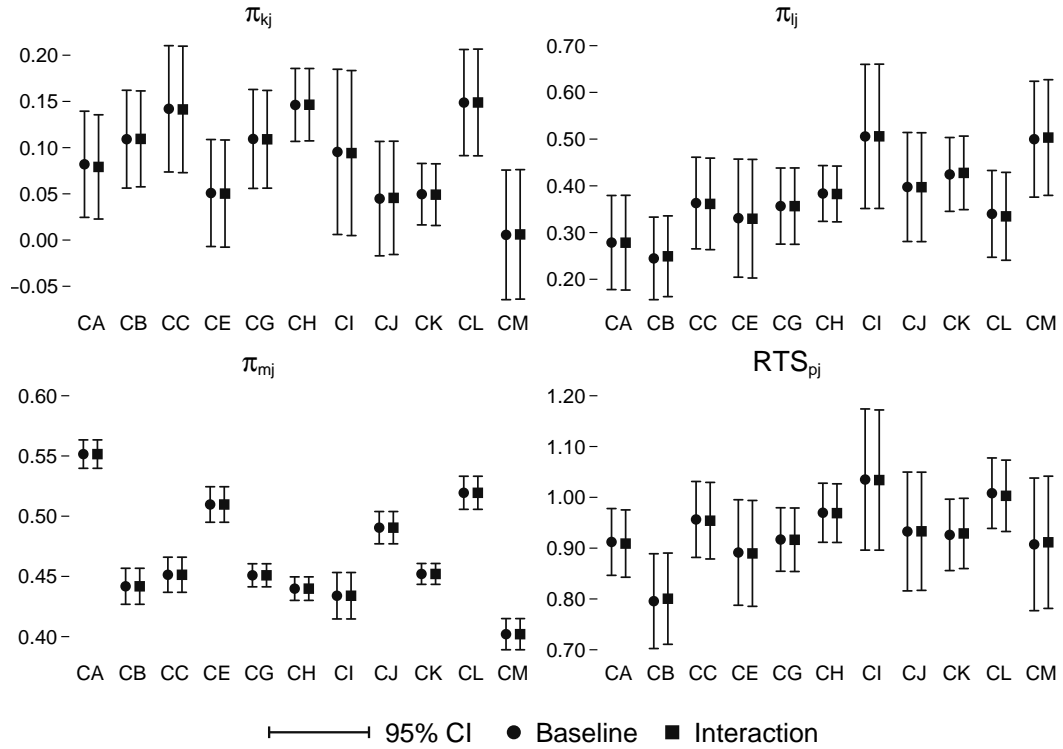 πkj
0.20
0.15
0.10
0.05
0.00
−0.05
CA CB CC CE CG CH CI CJ CK CL CM
πlj
0.70
0.60
0.50
0.40
0.30
0.20
CA CB CC CE CG CH CI CJ CK CL CM
πmj
0.60
0.55
0.50
0.45
0.40
CA CB CC CE CG CH CI CJ CK CL CM
RTSpj
1.20
1.10
1.00
0.90
0.80
0.70
CA CB CC CE CG CH CI CJ CK CL CM
95% CI Baseline Interaction